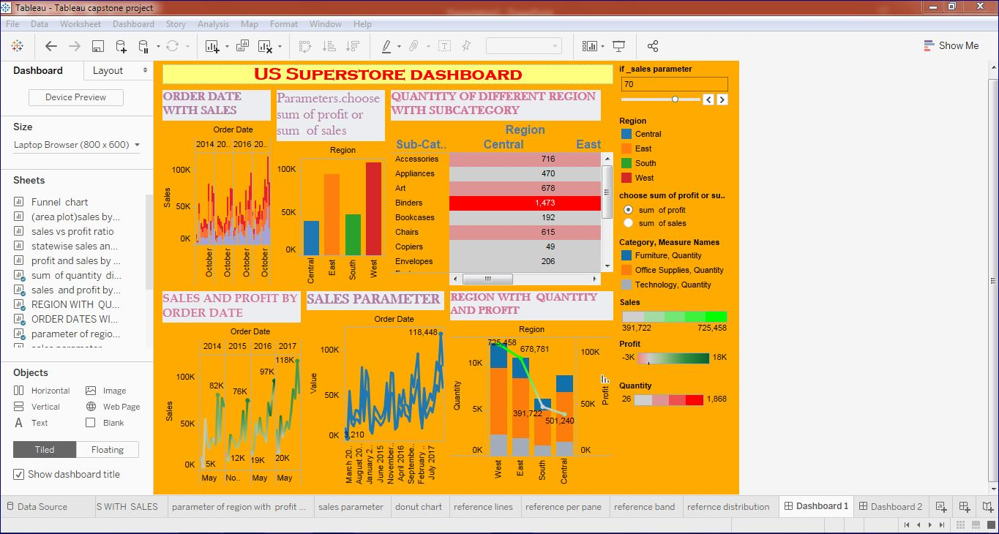 Tableau - Tableau capstone project
File Data Worksheet Dashboard Story Analysis Map Format Window Help
Show Me
Dashboard Layout
Device Preview
Size
Laptop Browser (800 x 600)
Sheets
Funnel chart
(area plot)sales by...
sales vs profit ratio
statewise sales an...
profit and sales by ...
sum of quantity di...
sales and profit by...
REGION WITH QU...
ORDER DATES WI...
parameter of regio...
sales parameter
Objects
Horizontal Image
Vertical Web Page
Text Blank
Tiled Floating
Show dashboard title
US Superstore dashboard
ORDER DATE
WITH SALES
Order Date
2014 20.. 2016 20..
Sales
100K
50K
0K
October October October October
Parameters.choose
sum of profit or
sum of sales
Region
100K
50K
0K
Central East South West
QUANTITY OF DIFFERENT REGION
WITH SUBCATEGORY
Region
Sub-Cat.. Central East
Accessories 716
Appliances 470
Art 678
Binders 1,473
Bookcases 192
Chairs 615
Copiers 49
Envelopes 206
SALES AND PROFIT BY
ORDER DATE
Order Date
2014 2015 2016 2017
Sales
100K
50K
0K
82K 76K 97K 118K
5K 12K 19K 20K
May No.. May May
SALES PARAMETER
Order Date
Value
100K
50K
0K
118,448
3,210
March 20.. August 20.. January 2.. June 2015 November.. April 2016 Septembe.. February .. July 2017
REGION WITH QUANTITY
AND PROFIT
Region
Quantity
10K
5K
0K
725,458
678,781
391,722
501,240
100K
50K
0K
Profit
West East South Central
if _sales parameter
70
Region
Central
East
South
West
choose sum of profit or su..
sum of profit
sum of sales
Category, Measure Names
Furniture, Quantity
Office Supplies, Quantity
Technology, Quantity
Sales
391,722 725,458
Profit
-3K 18K
Quantity
26 1,868
Data Source S WITH SALES parameter of region with profit ... sales parameter donut chart reference lines reference per pane reference band refernce distribution Dashboard 1 Dashboard 2